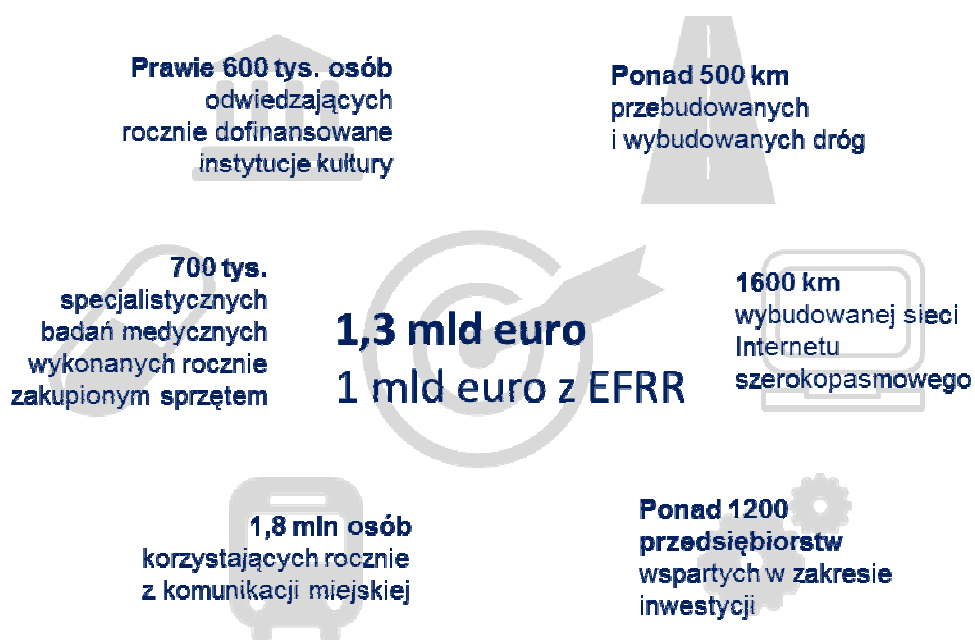 Prawie 600 tys. osób
odwiedzających
rocznie dofinansowane
instytucje kultury
Ponad 500 km
przebudowanych
i wybudowanych dróg
700 tys.
specjalistycznych
badań medycznych
wykonanych rocznie
zakupionym sprzętem
1,3 mld euro
1 mld euro z EFRR
1600 km
wybudowanej sieci
Internetu
szerokopasmowego
1,8 mln osób
korzystających rocznie
z komunikacji miejskiej
Ponad 1200
przedsiębiorstw
wspartych w zakresie
inwestycji